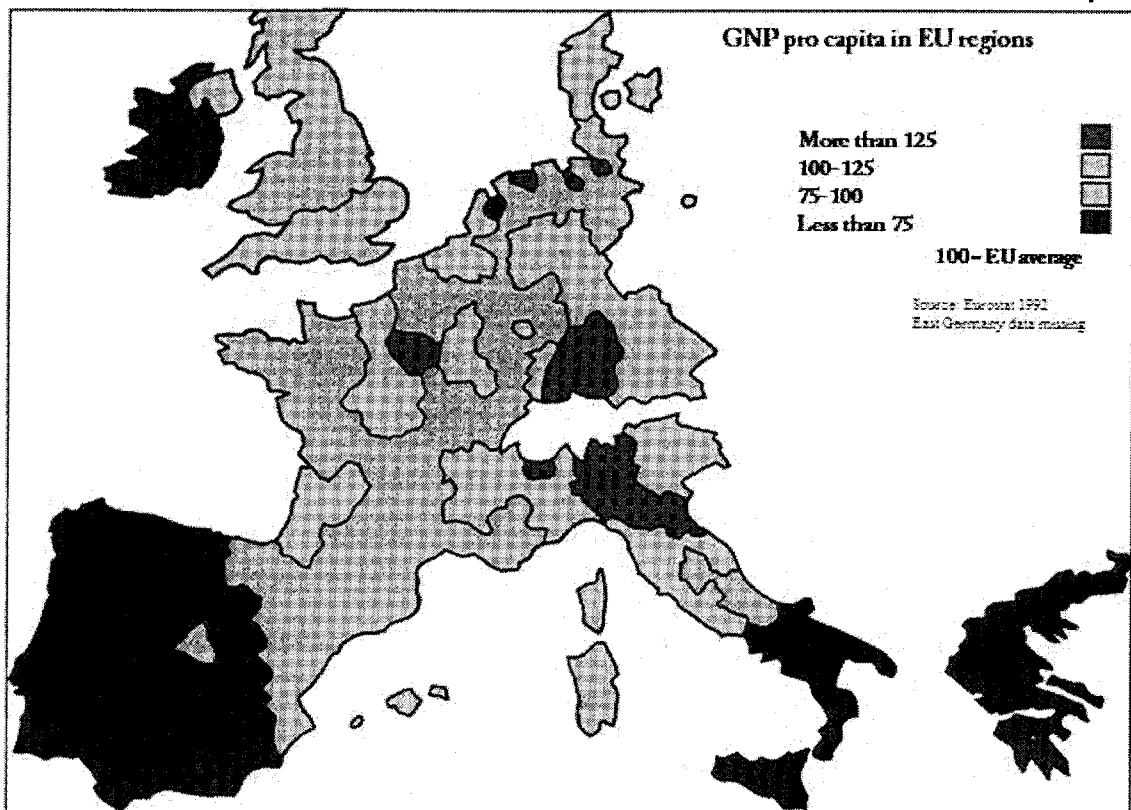 GNP pro capita in EU regions
More than 125
100-125
75-100
Less than 75
100- EU average
Source: Eurostat 1992
East Germany data missing